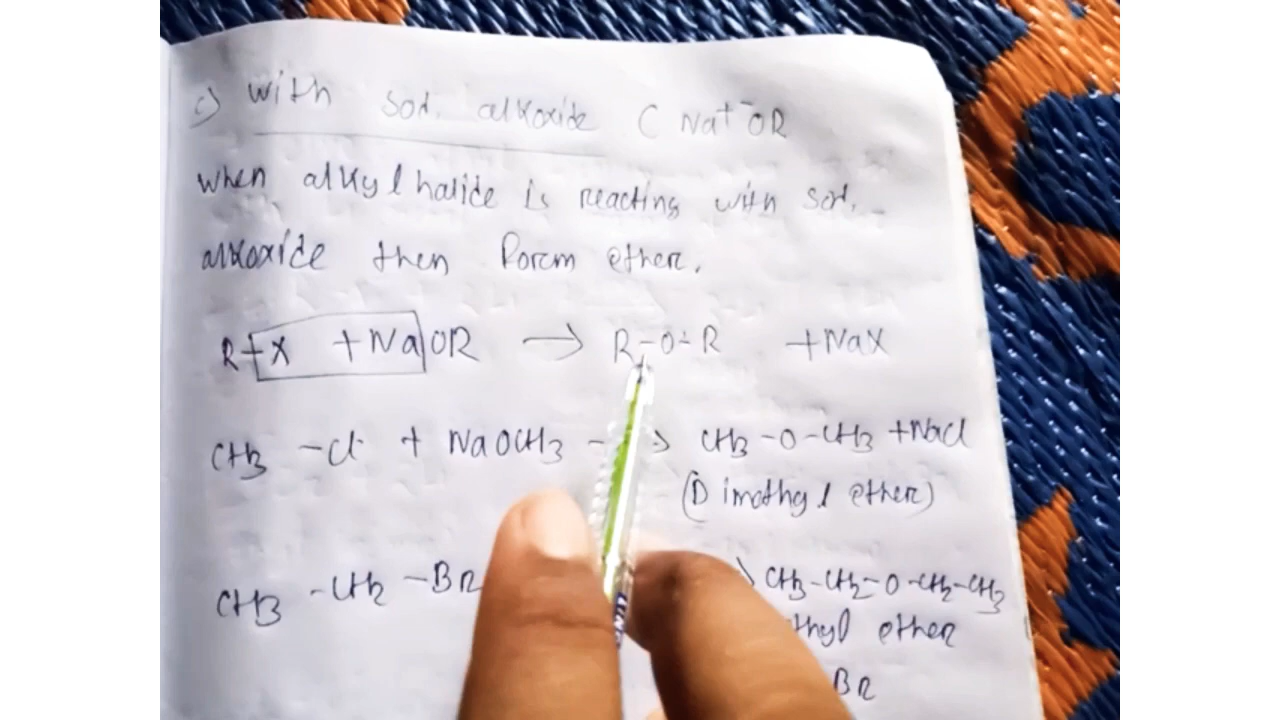 c) with sod. alkoxide ( Na⁺⁻OR
when alkyl halide is reacting with sod.
alkoxide then Form ether.
R-X + NaOR → R-O-R + NaX
CH3 - Cl + NaOCH3 → CH3 - O - CH3 + NaCl
(Dimethyl ether)
CH3 - CH2 - Br → CH3-CH2-O-CH2-CH3
thyl ether
Br